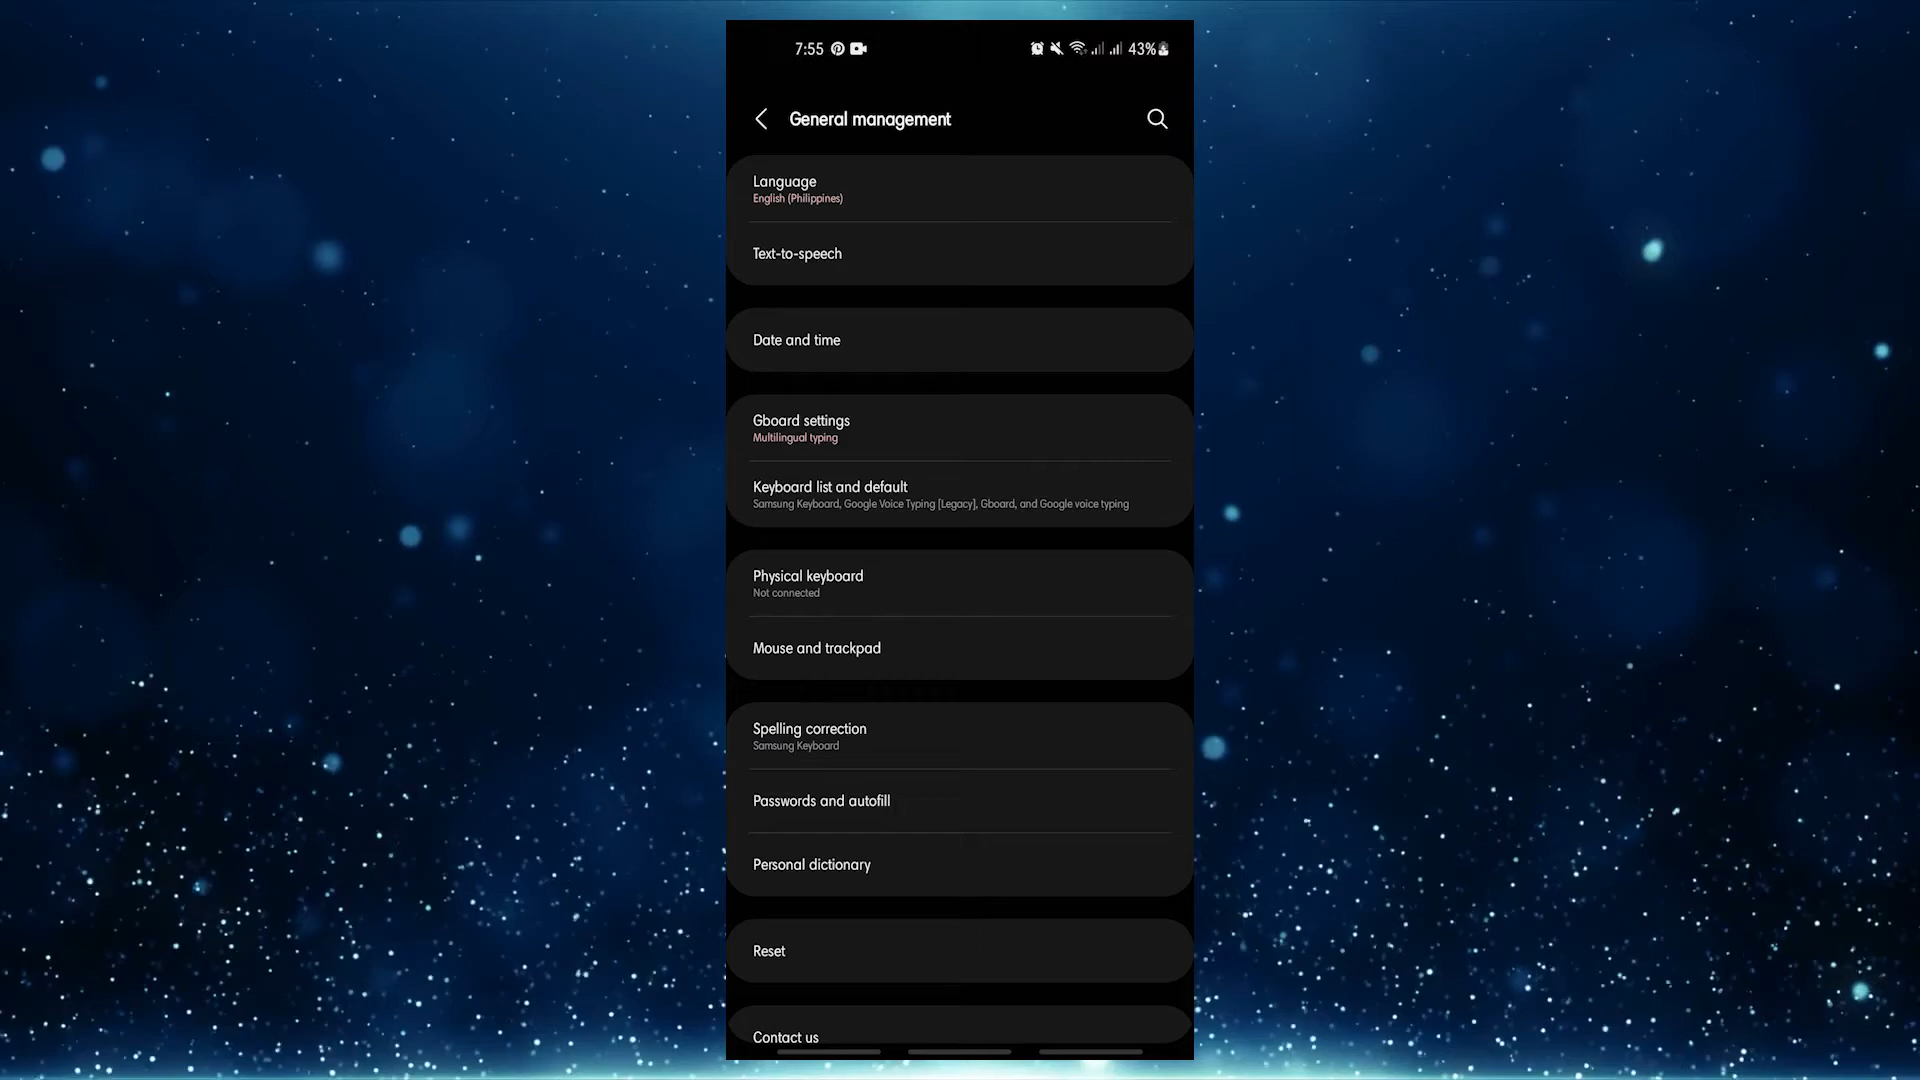 7:55 43%
General management
Language
English (Philippines)
Text-to-speech
Date and time
Gboard settings
Multilingual typing
Keyboard list and default
Samsung Keyboard, Google Voice Typing [Legacy], Gboard, and Google voice typing
Physical keyboard
Not connected
Mouse and trackpad
Spelling correction
Samsung Keyboard
Passwords and autofill
Personal dictionary
Reset
Contact us